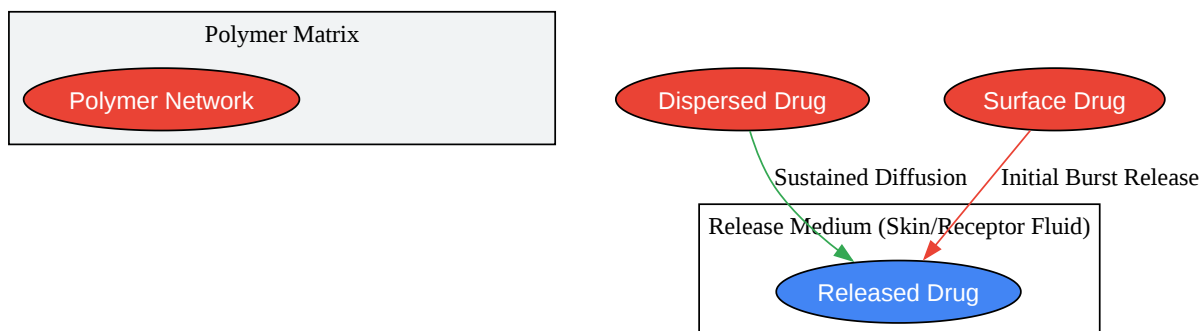 Polymer Matrix
Polymer Network
Dispersed Drug
Surface Drug
Sustained Diffusion
Initial Burst Release
Release Medium (Skin/Receptor Fluid)
Released Drug